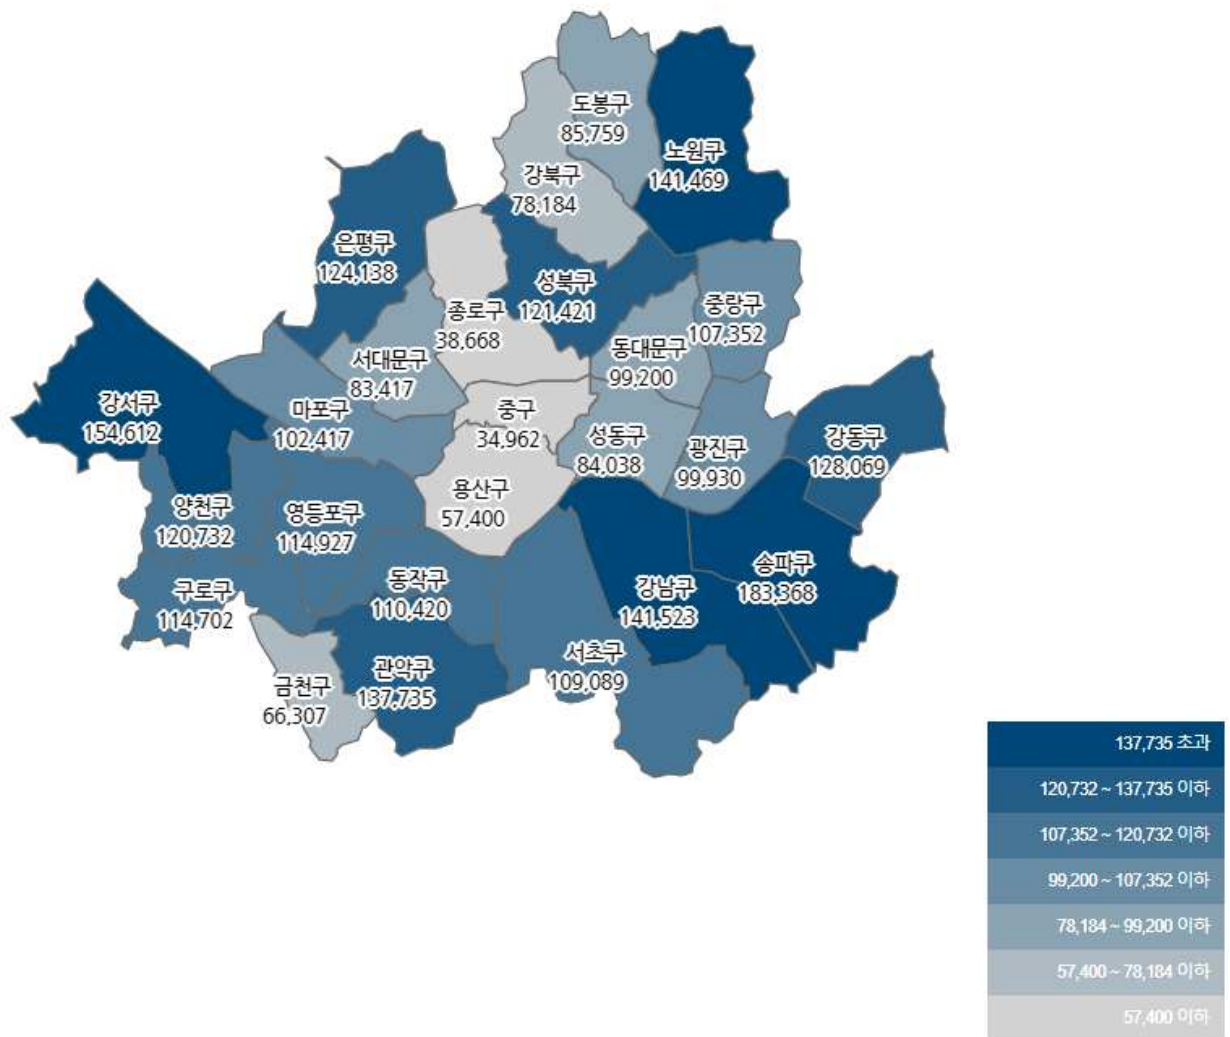 도봉구
85,759
노원구
141,469
강북구
78,184
은평구
124,138
성북구
121,421
종로구
38,668
중랑구
107,352
동대문구
99,200
서대문구
83,417
강서구
154,612
마포구
102,417
중구
34,962
성동구
84,038
광진구
99,930
강동구
128,069
양천구
120,732
영등포구
114,927
용산구
57,400
구로구
114,702
동작구
110,420
강남구
141,523
송파구
183,368
서초구
109,089
금천구
66,307
관악구
137,735
137,735 초과
120,732 ~ 137,735 이하
107,352 ~ 120,732 이하
99,200 ~ 107,352 이하
78,184 ~ 99,200 이하
57,400 ~ 78,184 이하
57,400 이하